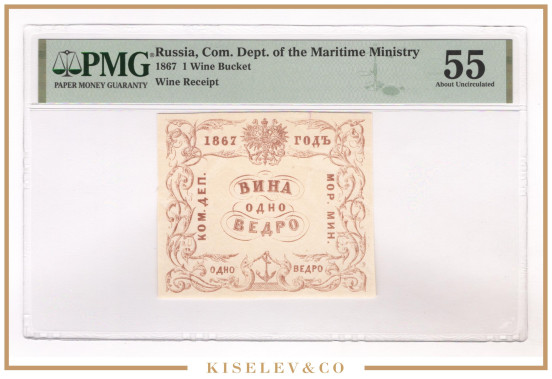 PMG
PAPER MONEY GUARANTY
Russia, Com. Dept. of the Maritime Ministry
1867 1 Wine Bucket
Wine Receipt
55
About Uncirculated
1867 ГОДЪ
КОМ. ДЕП.
ВИНА
ОДНО
ВЕДРО
МОР. МИН.
ОДНО ВЕДРО
KISELEV&CO